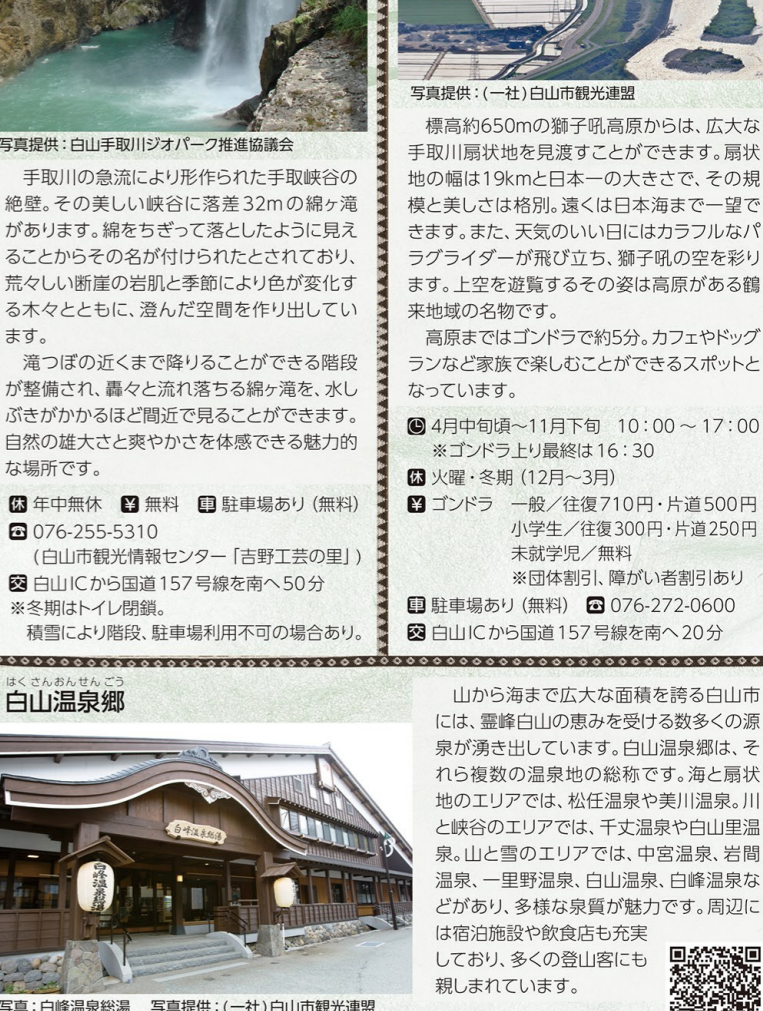 写真提供：白山手取川ジオパーク推進協議会
手取川の急流により形作られた手取峡谷の
絶壁。その美しい峡谷に落差32mの綿ヶ滝
があります。綿をちぎって落としたように見え
ることからその名が付けられたとされており、
荒々しい断崖の岩肌と季節により色が変化す
る木々とともに、澄んだ空間を作り出してい
ます。
滝つぼの近くまで降りることができる階段
が整備され、轟々と流れ落ちる綿ヶ滝を、水し
ぶきがかかるほど間近で見ることができます。
自然の雄大さと爽やかさを体感できる魅力的
な場所です。
休 年中無休 ¥ 無料 車 駐車場あり（無料）
☎ 076-255-5310
（白山市観光情報センター「吉野工芸の里」）
交 白山ICから国道157号線を南へ50分
※冬期はトイレ閉鎖。
積雪により階段、駐車場利用不可の場合あり。
写真提供：(一社)白山市観光連盟
標高約650mの獅子吼高原からは、広大な
手取川扇状地を見渡すことができます。扇状
地の幅は19kmと日本一の大きさで、その規
模と美しさは格別。遠くは日本海まで一望で
きます。また、天気のいい日にはカラフルなパ
ラグライダーが飛び立ち、獅子吼の空を彩り
ます。上空を遊覧するその姿は高原がある鶴
来地域の名物です。
高原まではゴンドラで約5分。カフェやドッグ
ランなど家族で楽しむことができるスポットと
なっています。
4月中旬頃〜11月下旬 10：00 〜 17：00
※ゴンドラ上り最終は16：30
休 火曜・冬期（12月〜3月）
¥ ゴンドラ 一般／往復710円・片道500円
小学生／往復300円・片道250円
未就学児／無料
※団体割引、障がい者割引あり
車 駐車場あり（無料） ☎ 076-272-0600
交 白山ICから国道157号線を南へ20分
はくさんおんせんごう
白山温泉郷
白峰温泉総湯
白峰温泉総湯
写真：白峰温泉総湯 写真提供：(一社)白山市観光連盟
山から海まで広大な面積を誇る白山市
には、霊峰白山の恵みを受ける数多くの源
泉が湧き出しています。白山温泉郷は、そ
れら複数の温泉地の総称です。海と扇状
地のエリアでは、松任温泉や美川温泉。川
と峡谷のエリアでは、千丈温泉や白山里温
泉。山と雪のエリアでは、中宮温泉、岩間
温泉、一里野温泉、白山温泉、白峰温泉な
どがあり、多様な泉質が魅力です。周辺に
は宿泊施設や飲食店も充実
しており、多くの登山客にも
親しまれています。